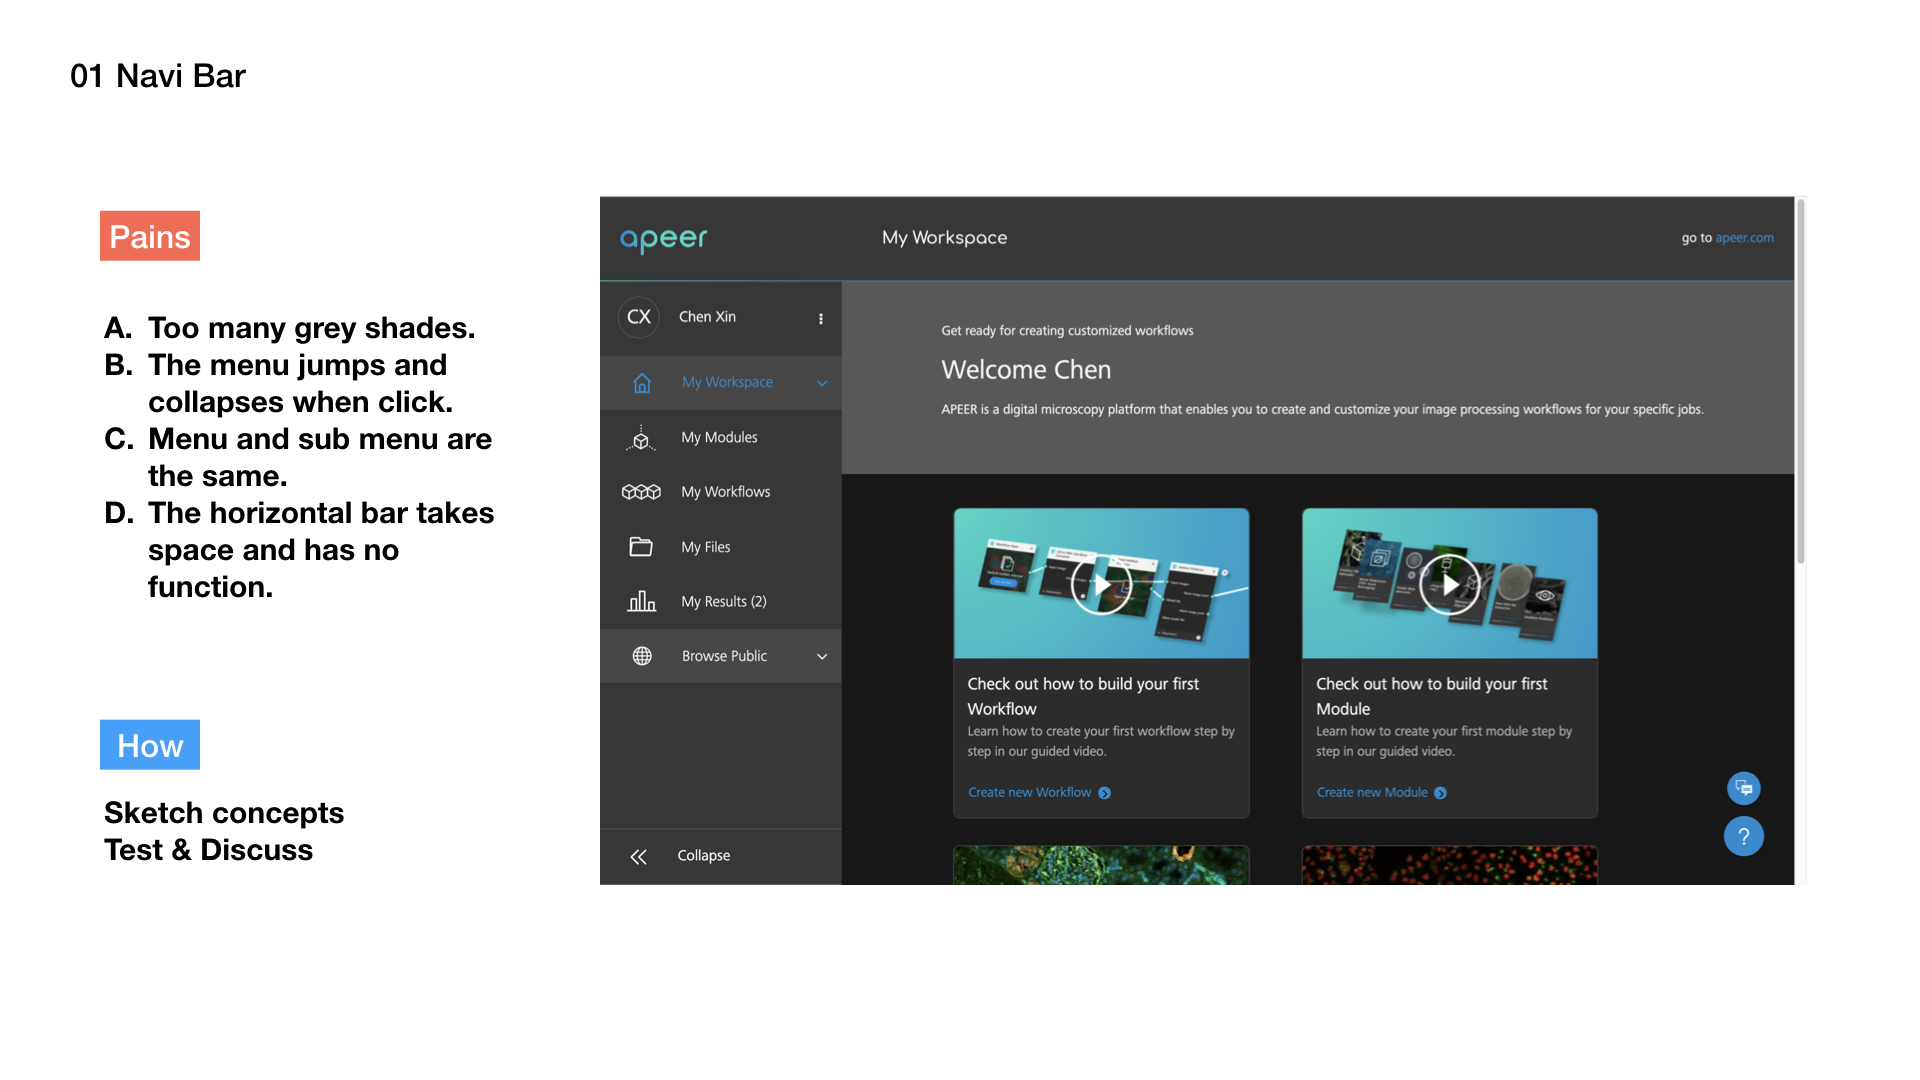 01 Navi Bar
Pains
A. Too many grey shades.
B. The menu jumps and
collapses when click.
C. Menu and sub menu are
the same.
D. The horizontal bar takes
space and has no
function.
How
Sketch concepts
Test & Discuss
apeer
My Workspace
go to apeer.com
CX
Chen Xin
My Workspace
My Modules
My Workflows
My Files
My Results (2)
Browse Public
Collapse
Get ready for creating customized workflows
Welcome Chen
APEER is a digital microscopy platform that enables you to create and customize your image processing workflows for your specific jobs.
Check out how to build your first
Workflow
Learn how to create your first workflow step by
step in our guided video.
Create new Workflow
Check out how to build your first
Module
Learn how to create your first module step by
step in our guided video.
Create new Module
?